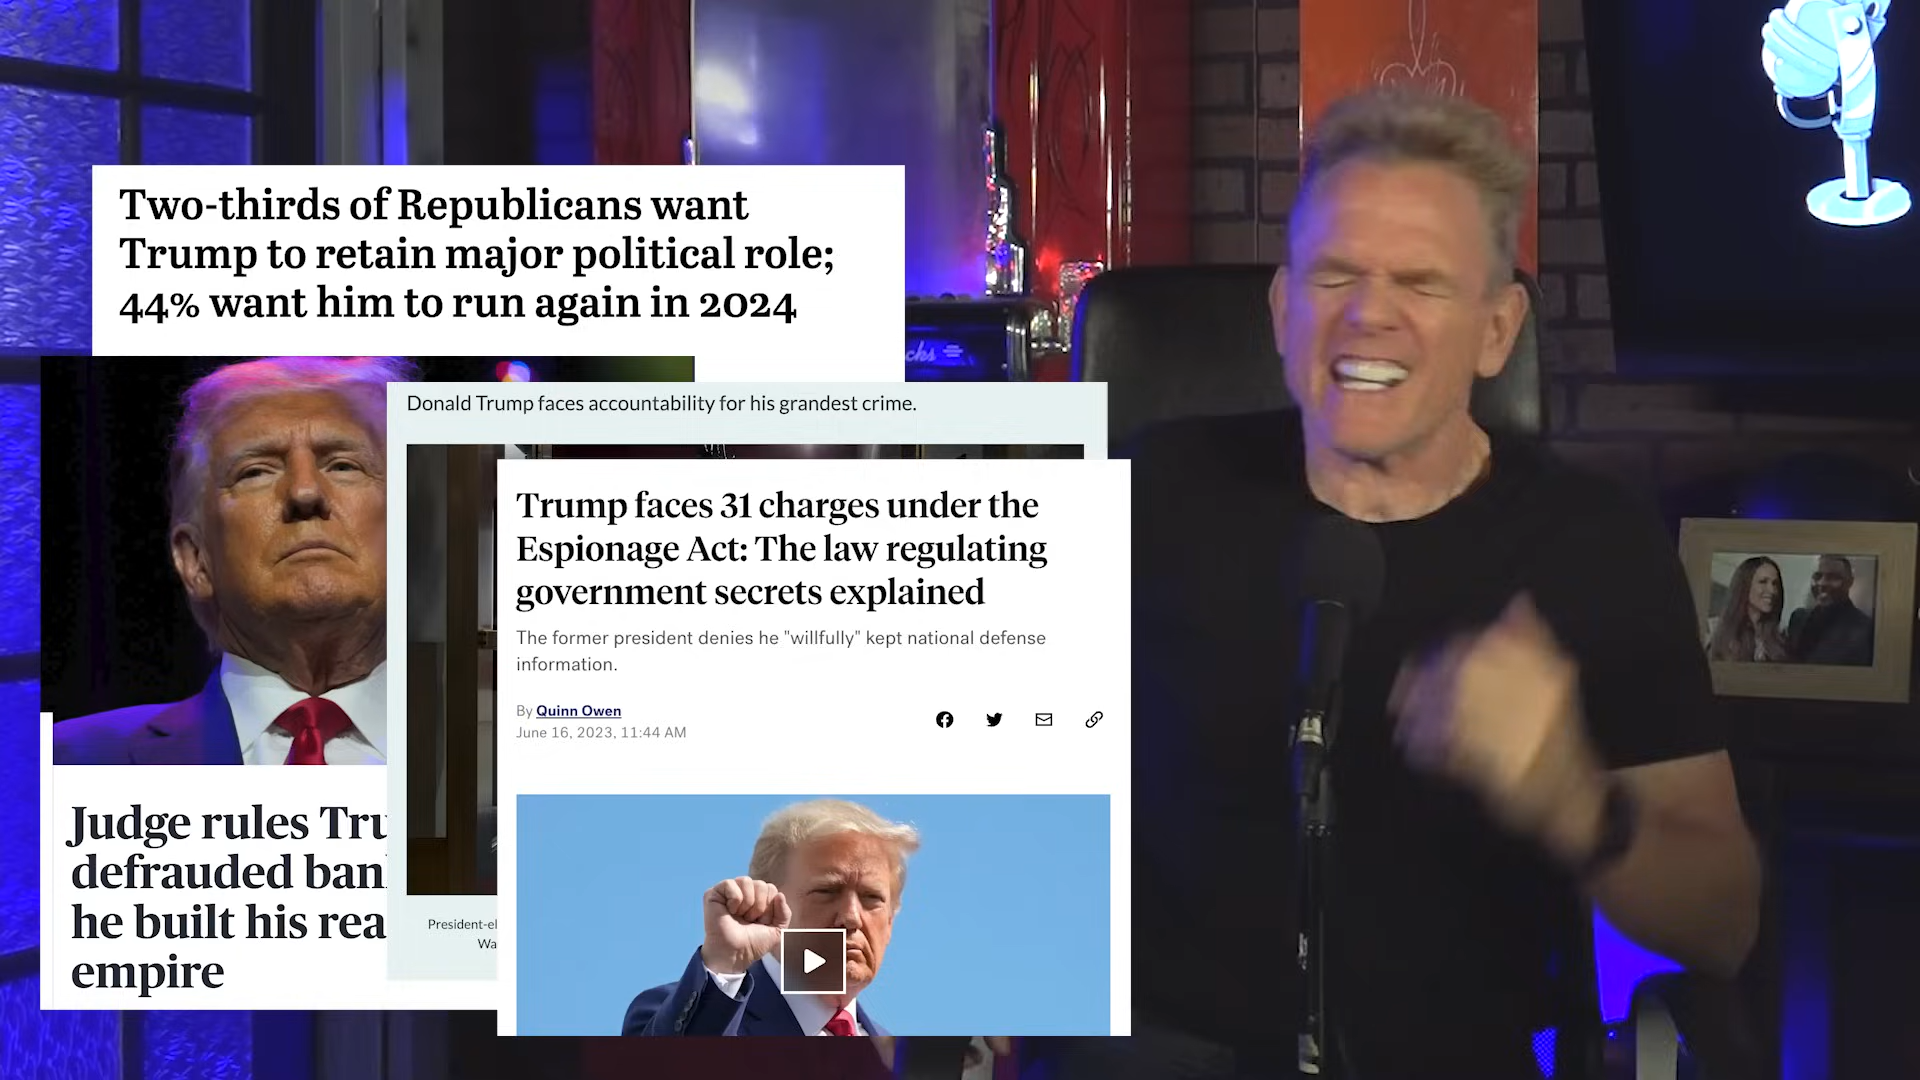 Two-thirds of Republicans want
Trump to retain major political role;
44% want him to run again in 2024
Donald Trump faces accountability for his grandest crime.
Trump faces 31 charges under the
Espionage Act: The law regulating
government secrets explained
The former president denies he "willfully" kept national defense
information.
By Quinn Owen
June 16, 2023, 11:44 AM
Judge rules Tru
defrauded ban
he built his rea
empire
President-el
Wa
cks